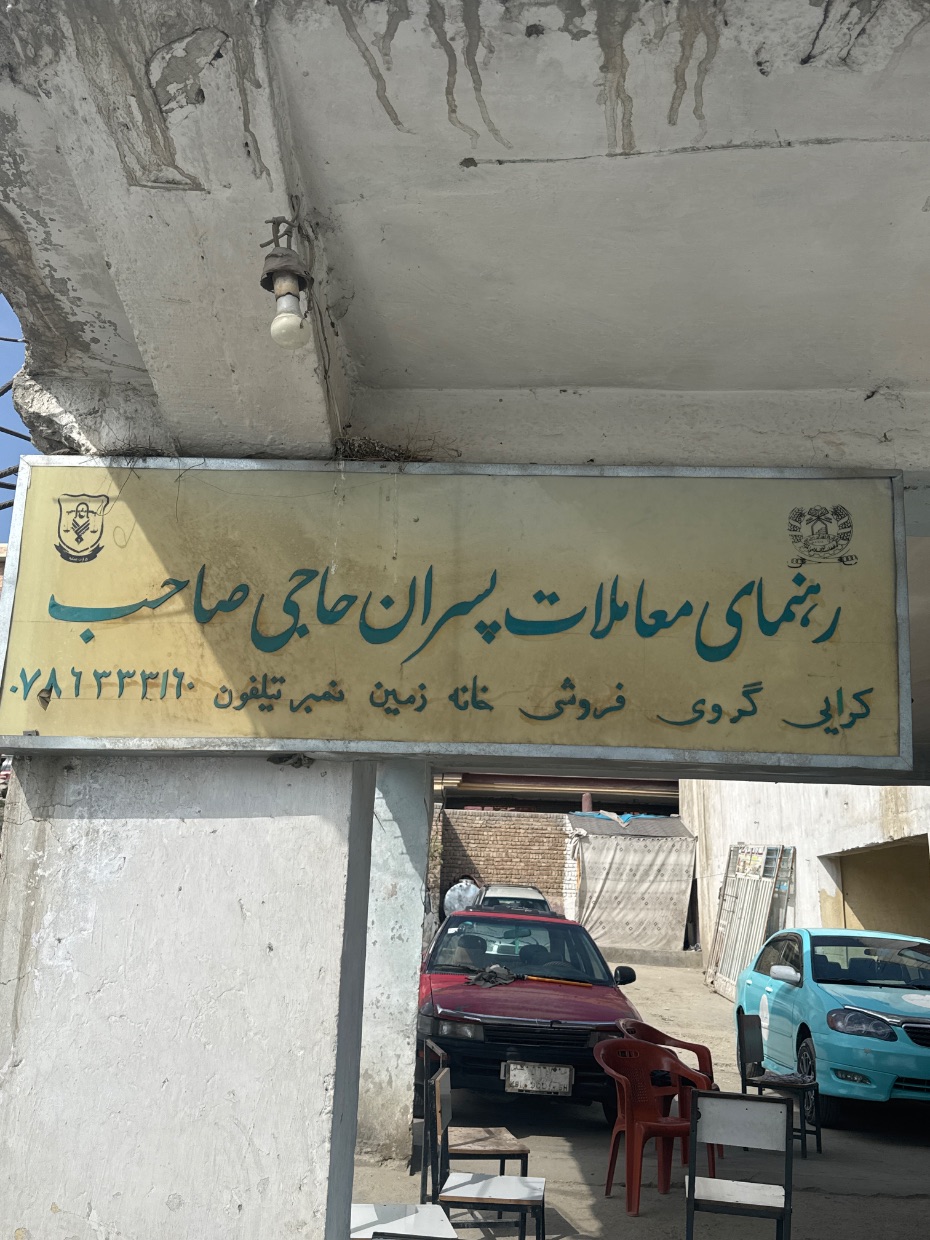 رهنمای معاملات پسران حاجی صاحب
کرایی گروی فروشی خانه زمین نمبر تیلفون ۰۷۸۶۳۳۳۱۶۰